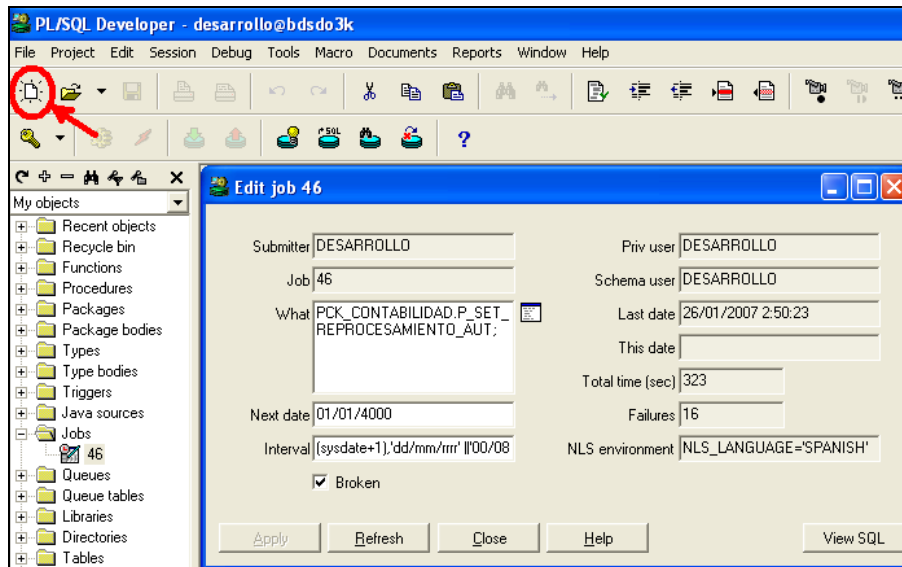 PL/SQL Developer - desarrollo@bdsdo3k
File Project Edit Session Debug Tools Macro Documents Reports Window Help
SQL
?
My objects
Recent objects
Recycle bin
Functions
Procedures
Packages
Package bodies
Types
Type bodies
Triggers
Java sources
Jobs
46
Queues
Queue tables
Libraries
Directories
Tables
Edit job 46
Submitter DESARROLLO
Job 46
What PCK_CONTABILIDAD.P_SET_
REPROCESAMIENTO_AUT;
Next date 01/01/4000
Interval (sysdate+1),'dd/mm/rrrr' ||'00/08
Broken
Priv user DESARROLLO
Schema user DESARROLLO
Last date 26/01/2007 2:50:23
This date
Total time (sec) 323
Failures 16
NLS environment NLS_LANGUAGE='SPANISH'
Apply Refresh Close Help View SQL